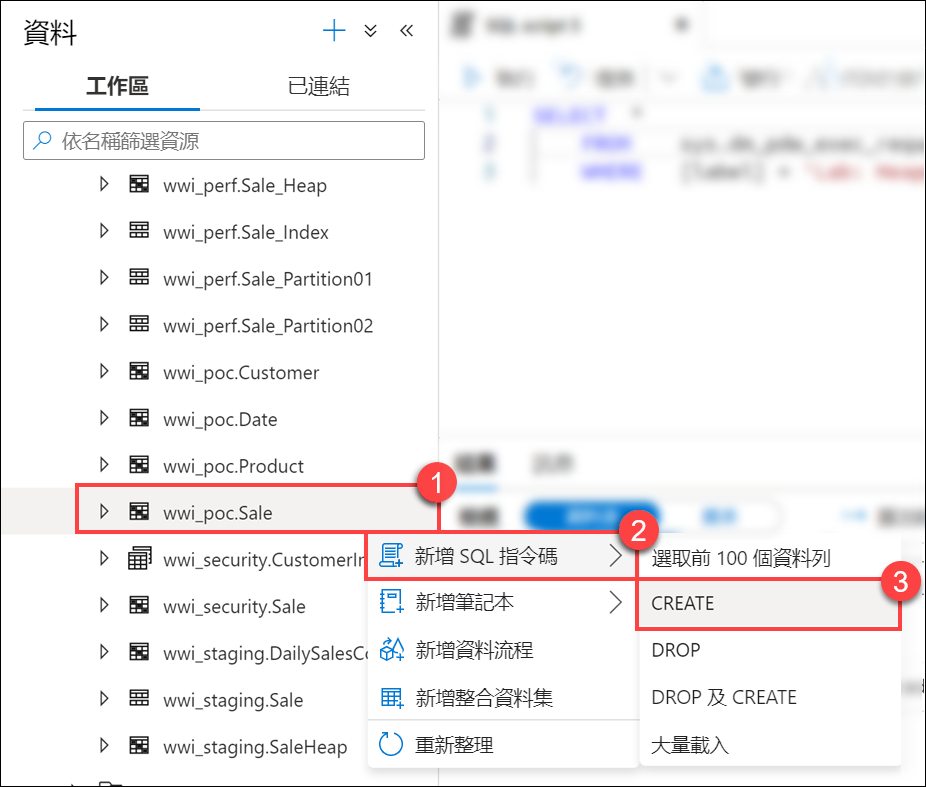 資料
工作區
已連結
依名稱篩選資源
wwi_perf.Sale_Heap
wwi_perf.Sale_Index
wwi_perf.Sale_Partition01
wwi_perf.Sale_Partition02
wwi_poc.Customer
wwi_poc.Date
wwi_poc.Product
wwi_poc.Sale
1
wwi_security.CustomerIn
wwi_security.Sale
wwi_staging.DailySalesCo
wwi_staging.Sale
wwi_staging.SaleHeap
新增 SQL 指令碼
2
新增筆記本
新增資料流程
新增整合資料集
重新整理
選取前 100 個資料列
CREATE
3
DROP
DROP 及 CREATE
大量載入
SELECT *
FROM
WHERE [label] =